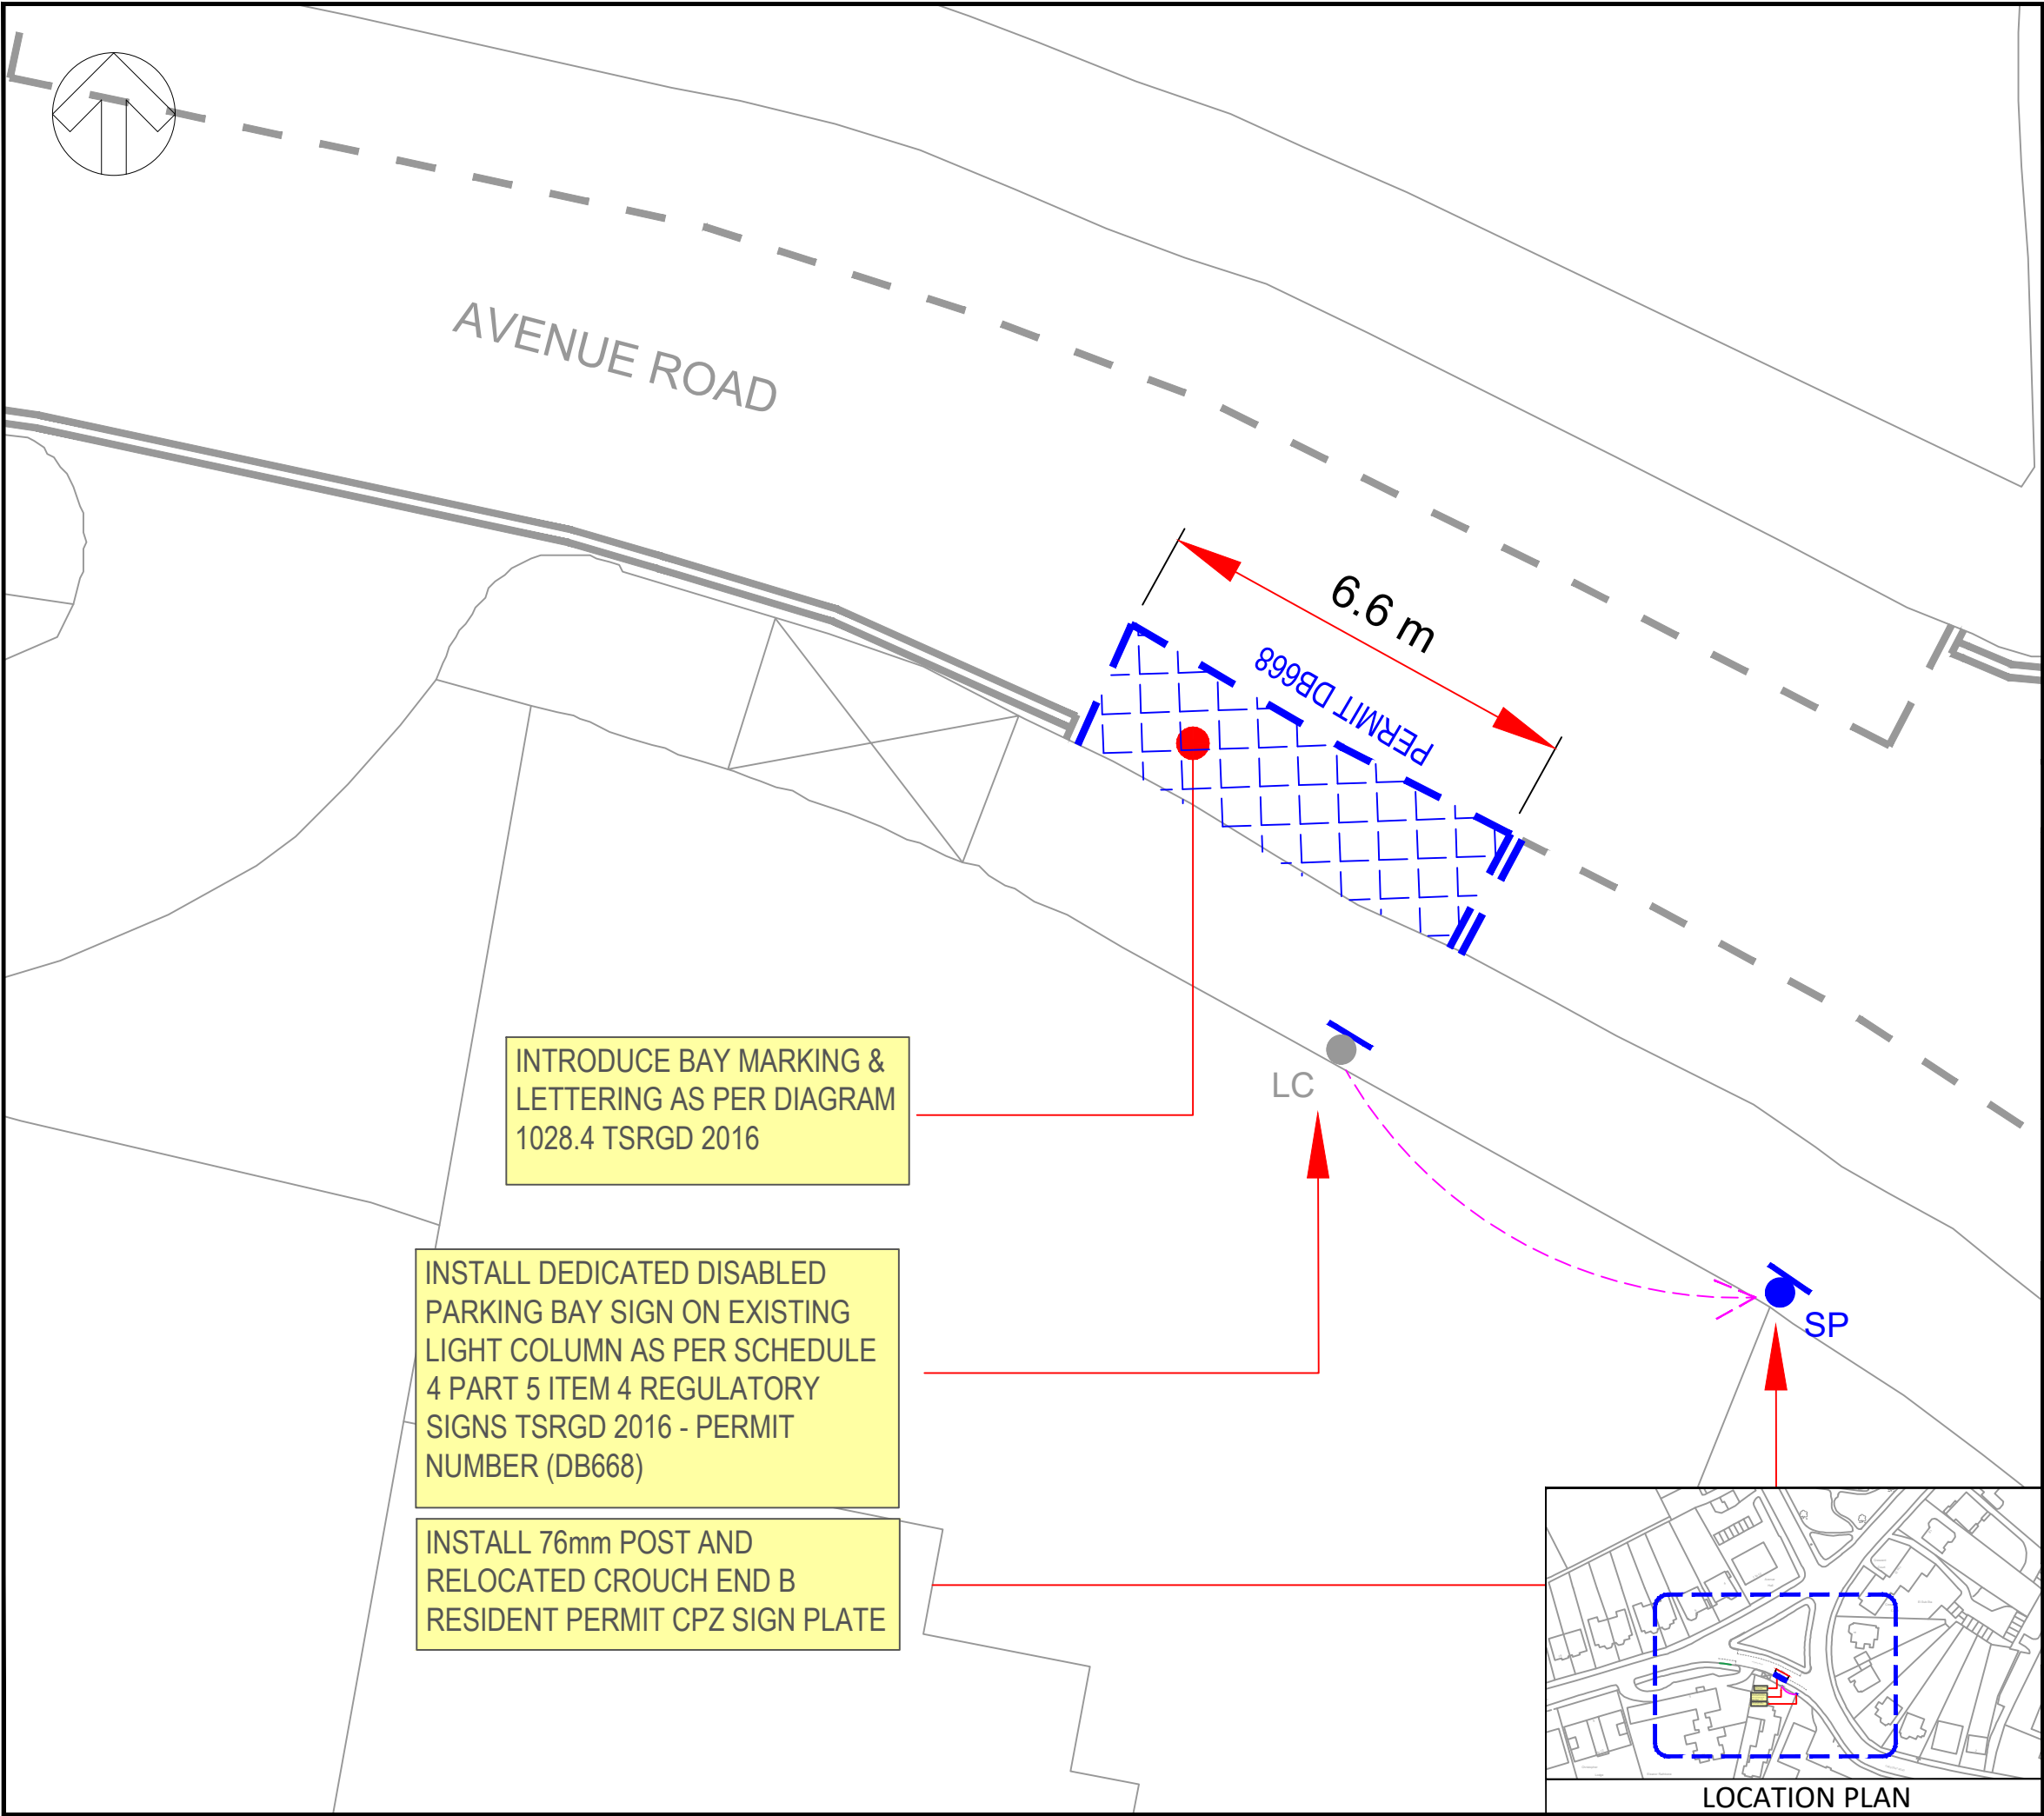 AVENUE ROAD
6.6 m
PERMIT DB668
INTRODUCE BAY MARKING &
LETTERING AS PER DIAGRAM
1028.4 TSRGD 2016
LC
INSTALL DEDICATED DISABLED
PARKING BAY SIGN ON EXISTING
LIGHT COLUMN AS PER SCHEDULE
4 PART 5 ITEM 4 REGULATORY
SIGNS TSRGD 2016 - PERMIT
NUMBER (DB668)
SP
INSTALL 76mm POST AND
RELOCATED CROUCH END B
RESIDENT PERMIT CPZ SIGN PLATE
LOCATION PLAN